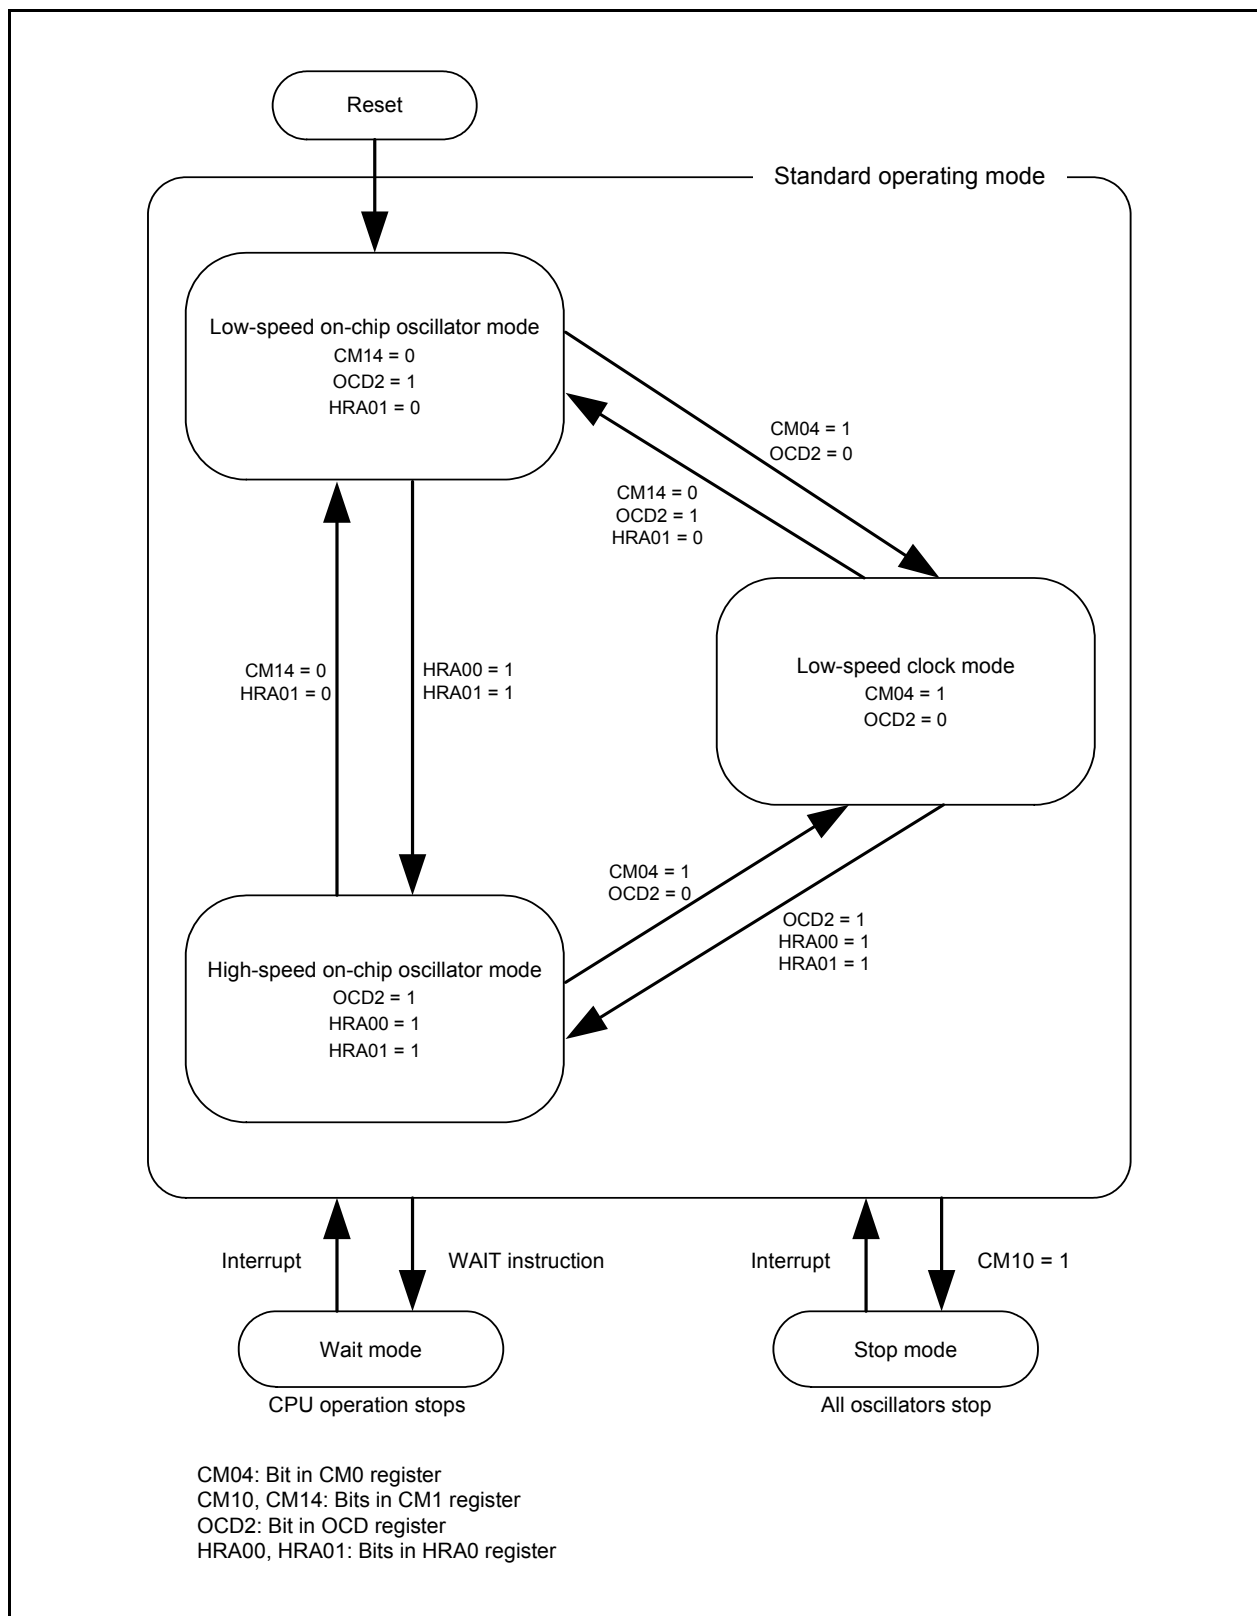 Reset
Standard operating mode
Low-speed on-chip oscillator mode
CM14 = 0
OCD2 = 1
HRA01 = 0
CM04 = 1
OCD2 = 0
CM14 = 0
OCD2 = 1
HRA01 = 0
CM14 = 0
HRA01 = 0
HRA00 = 1
HRA01 = 1
Low-speed clock mode
CM04 = 1
OCD2 = 0
CM04 = 1
OCD2 = 0
OCD2 = 1
HRA00 = 1
HRA01 = 1
High-speed on-chip oscillator mode
OCD2 = 1
HRA00 = 1
HRA01 = 1
Interrupt
WAIT instruction
Interrupt
CM10 = 1
Wait mode
Stop mode
CPU operation stops
All oscillators stop
CM04: Bit in CM0 register
CM10, CM14: Bits in CM1 register
OCD2: Bit in OCD register
HRA00, HRA01: Bits in HRA0 register